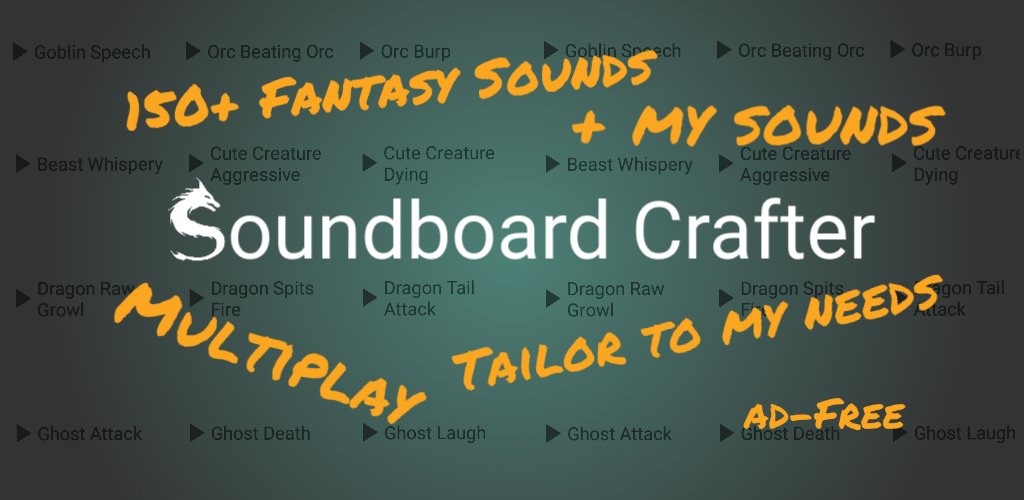 Goblin Speech Orc Beating Orc Orc Burp Goblin Speech Orc Beating Orc Orc Burp
150+ Fantasy Sounds
+ My Sounds
Beast Whispery Cute Creature Aggressive Cute Creature Dying Beast Whispery Cute Creature Aggressive Cute Creature Dying
Soundboard Crafter
Dragon Raw Growl Dragon Spits Fire Dragon Tail Attack Dragon Raw Growl Dragon Spits Fire Dragon Tail Attack
Multiplay
Tailor to my needs
ad-Free
Ghost Attack Ghost Death Ghost Laugh Ghost Attack Ghost Death Ghost Laugh